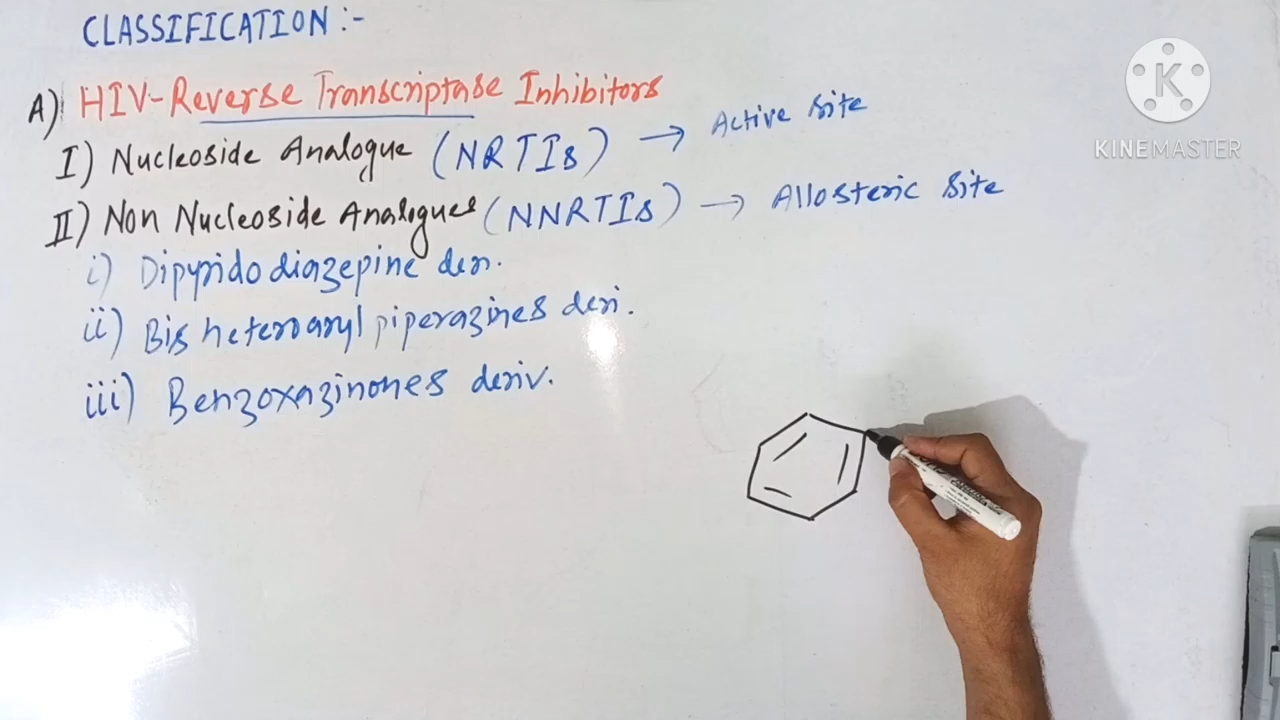 CLASSIFICATION :-
A) HIV-Reverse Transcriptase Inhibitors
I) Nucleoside Analogue (NRTIs) → Active site
II) Non Nucleoside Analogues (NNRTIs) → Allosteric site
i) Dipyrido diazepine deri.
ii) Bis heteroaryl piperazines deri.
iii) Benzoxazinones deriv.
K
KINEMASTER